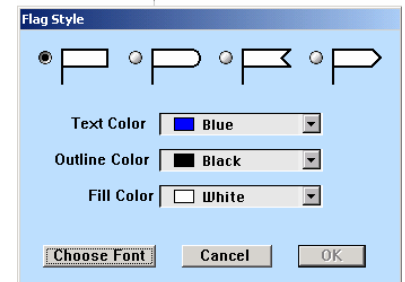 Flag Style
Text Color Blue
Outline Color Black
Fill Color White
Choose Font Cancel OK